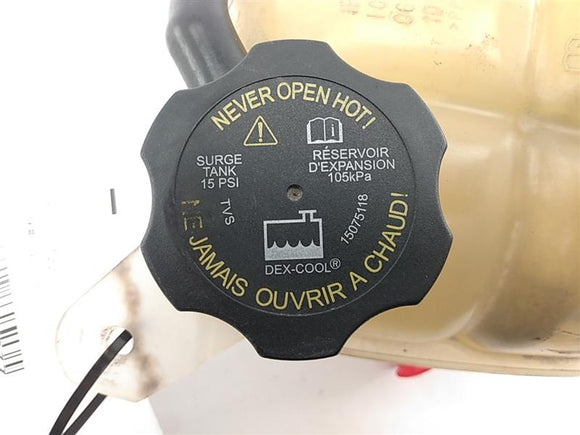 NEVER OPEN HOT!
SURGE
TANK
15 PSI
RÉSERVOIR
D'EXPANSION
105kPa
TVS
15075118
DEX-COOL®
NE JAMAIS OUVRIR A CHAUD!